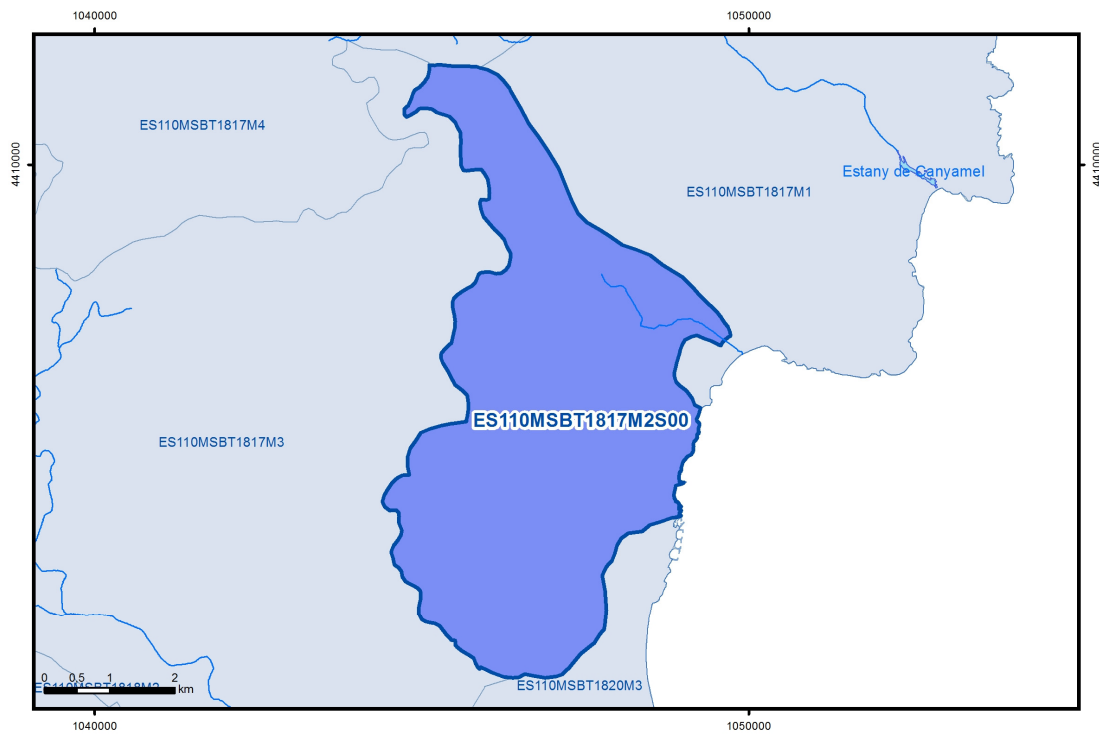 1040000
1050000
ES110MSBT1817M4
4410000
4410000
Estany de Canyamel
ES110MSBT1817M1
ES110MSBT1817M2S00
ES110MSBT1817M3
0 0,5 1 2
km
ES110MSBT1818M2
ES110MSBT1820M3
1040000
1050000